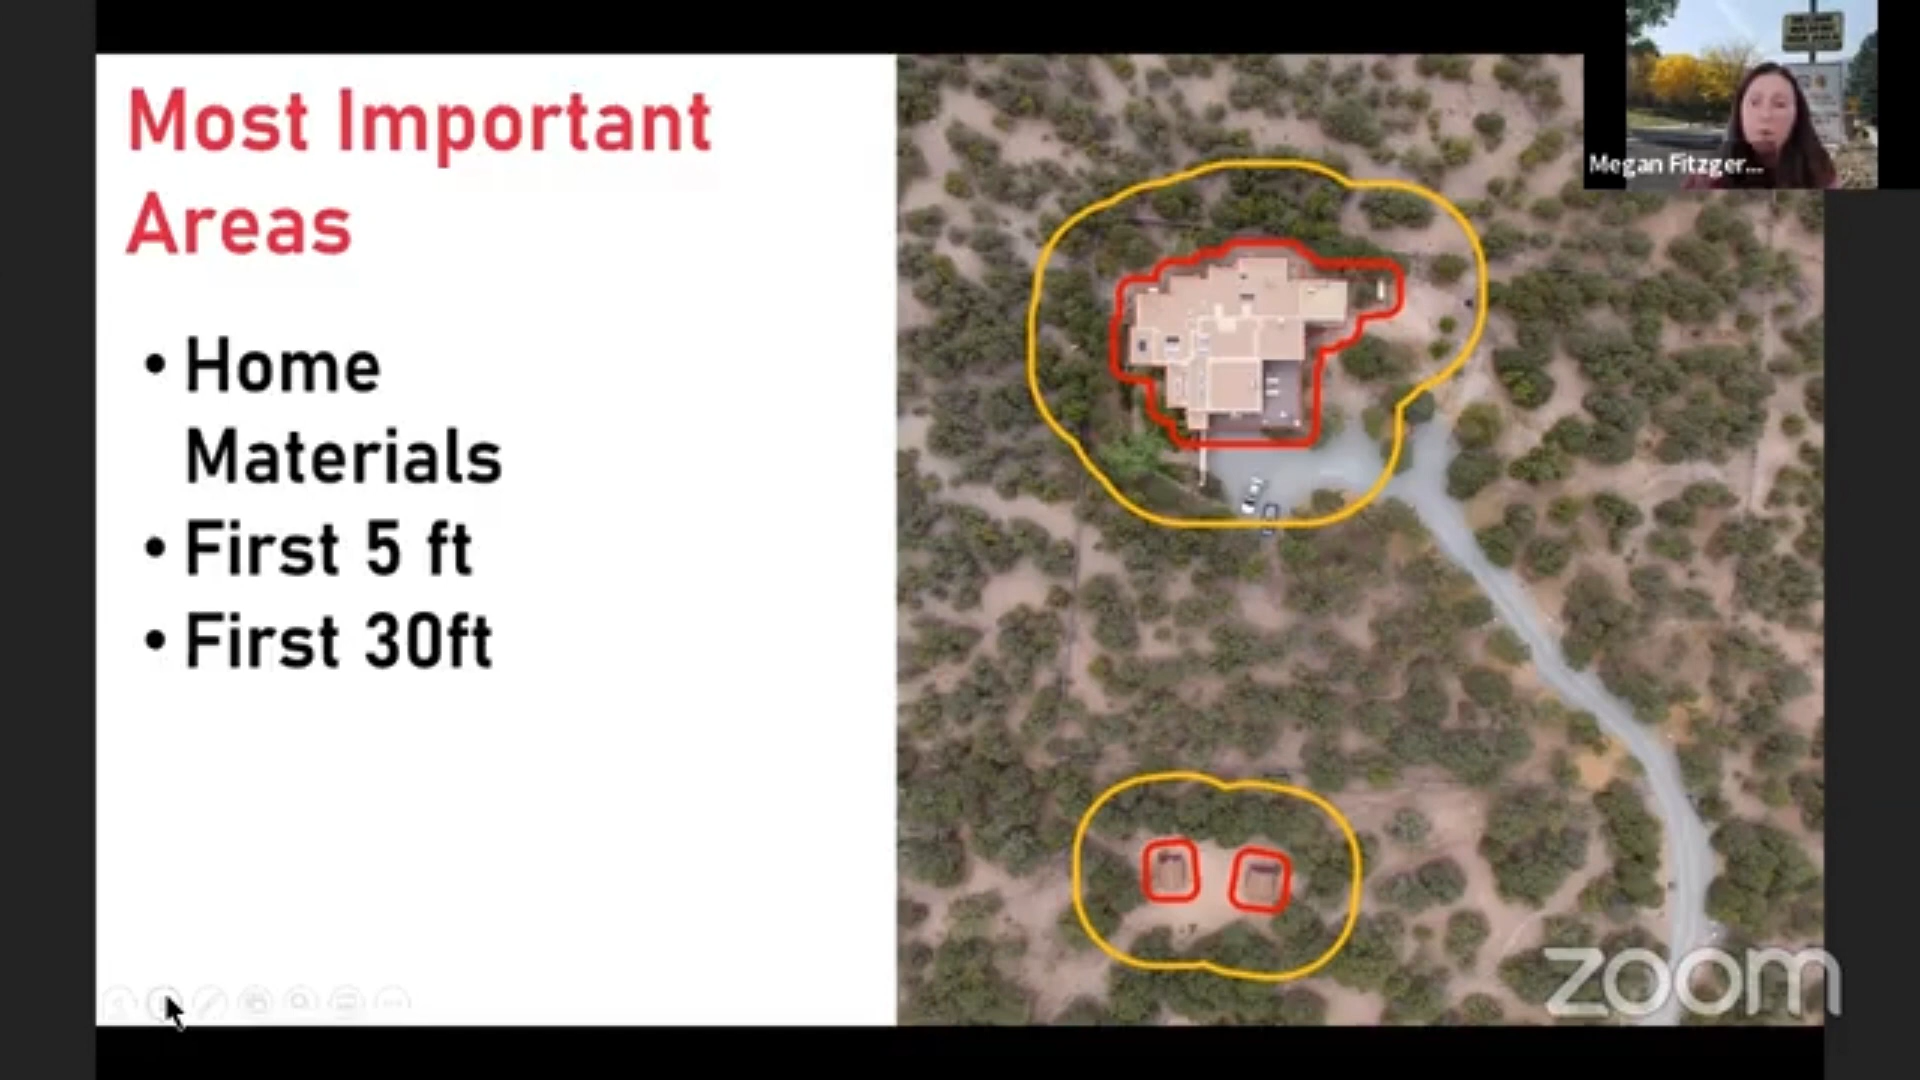 Most Important
Areas
• Home
Materials
• First 5 ft
• First 30ft
Megan Fitzger...
zoom